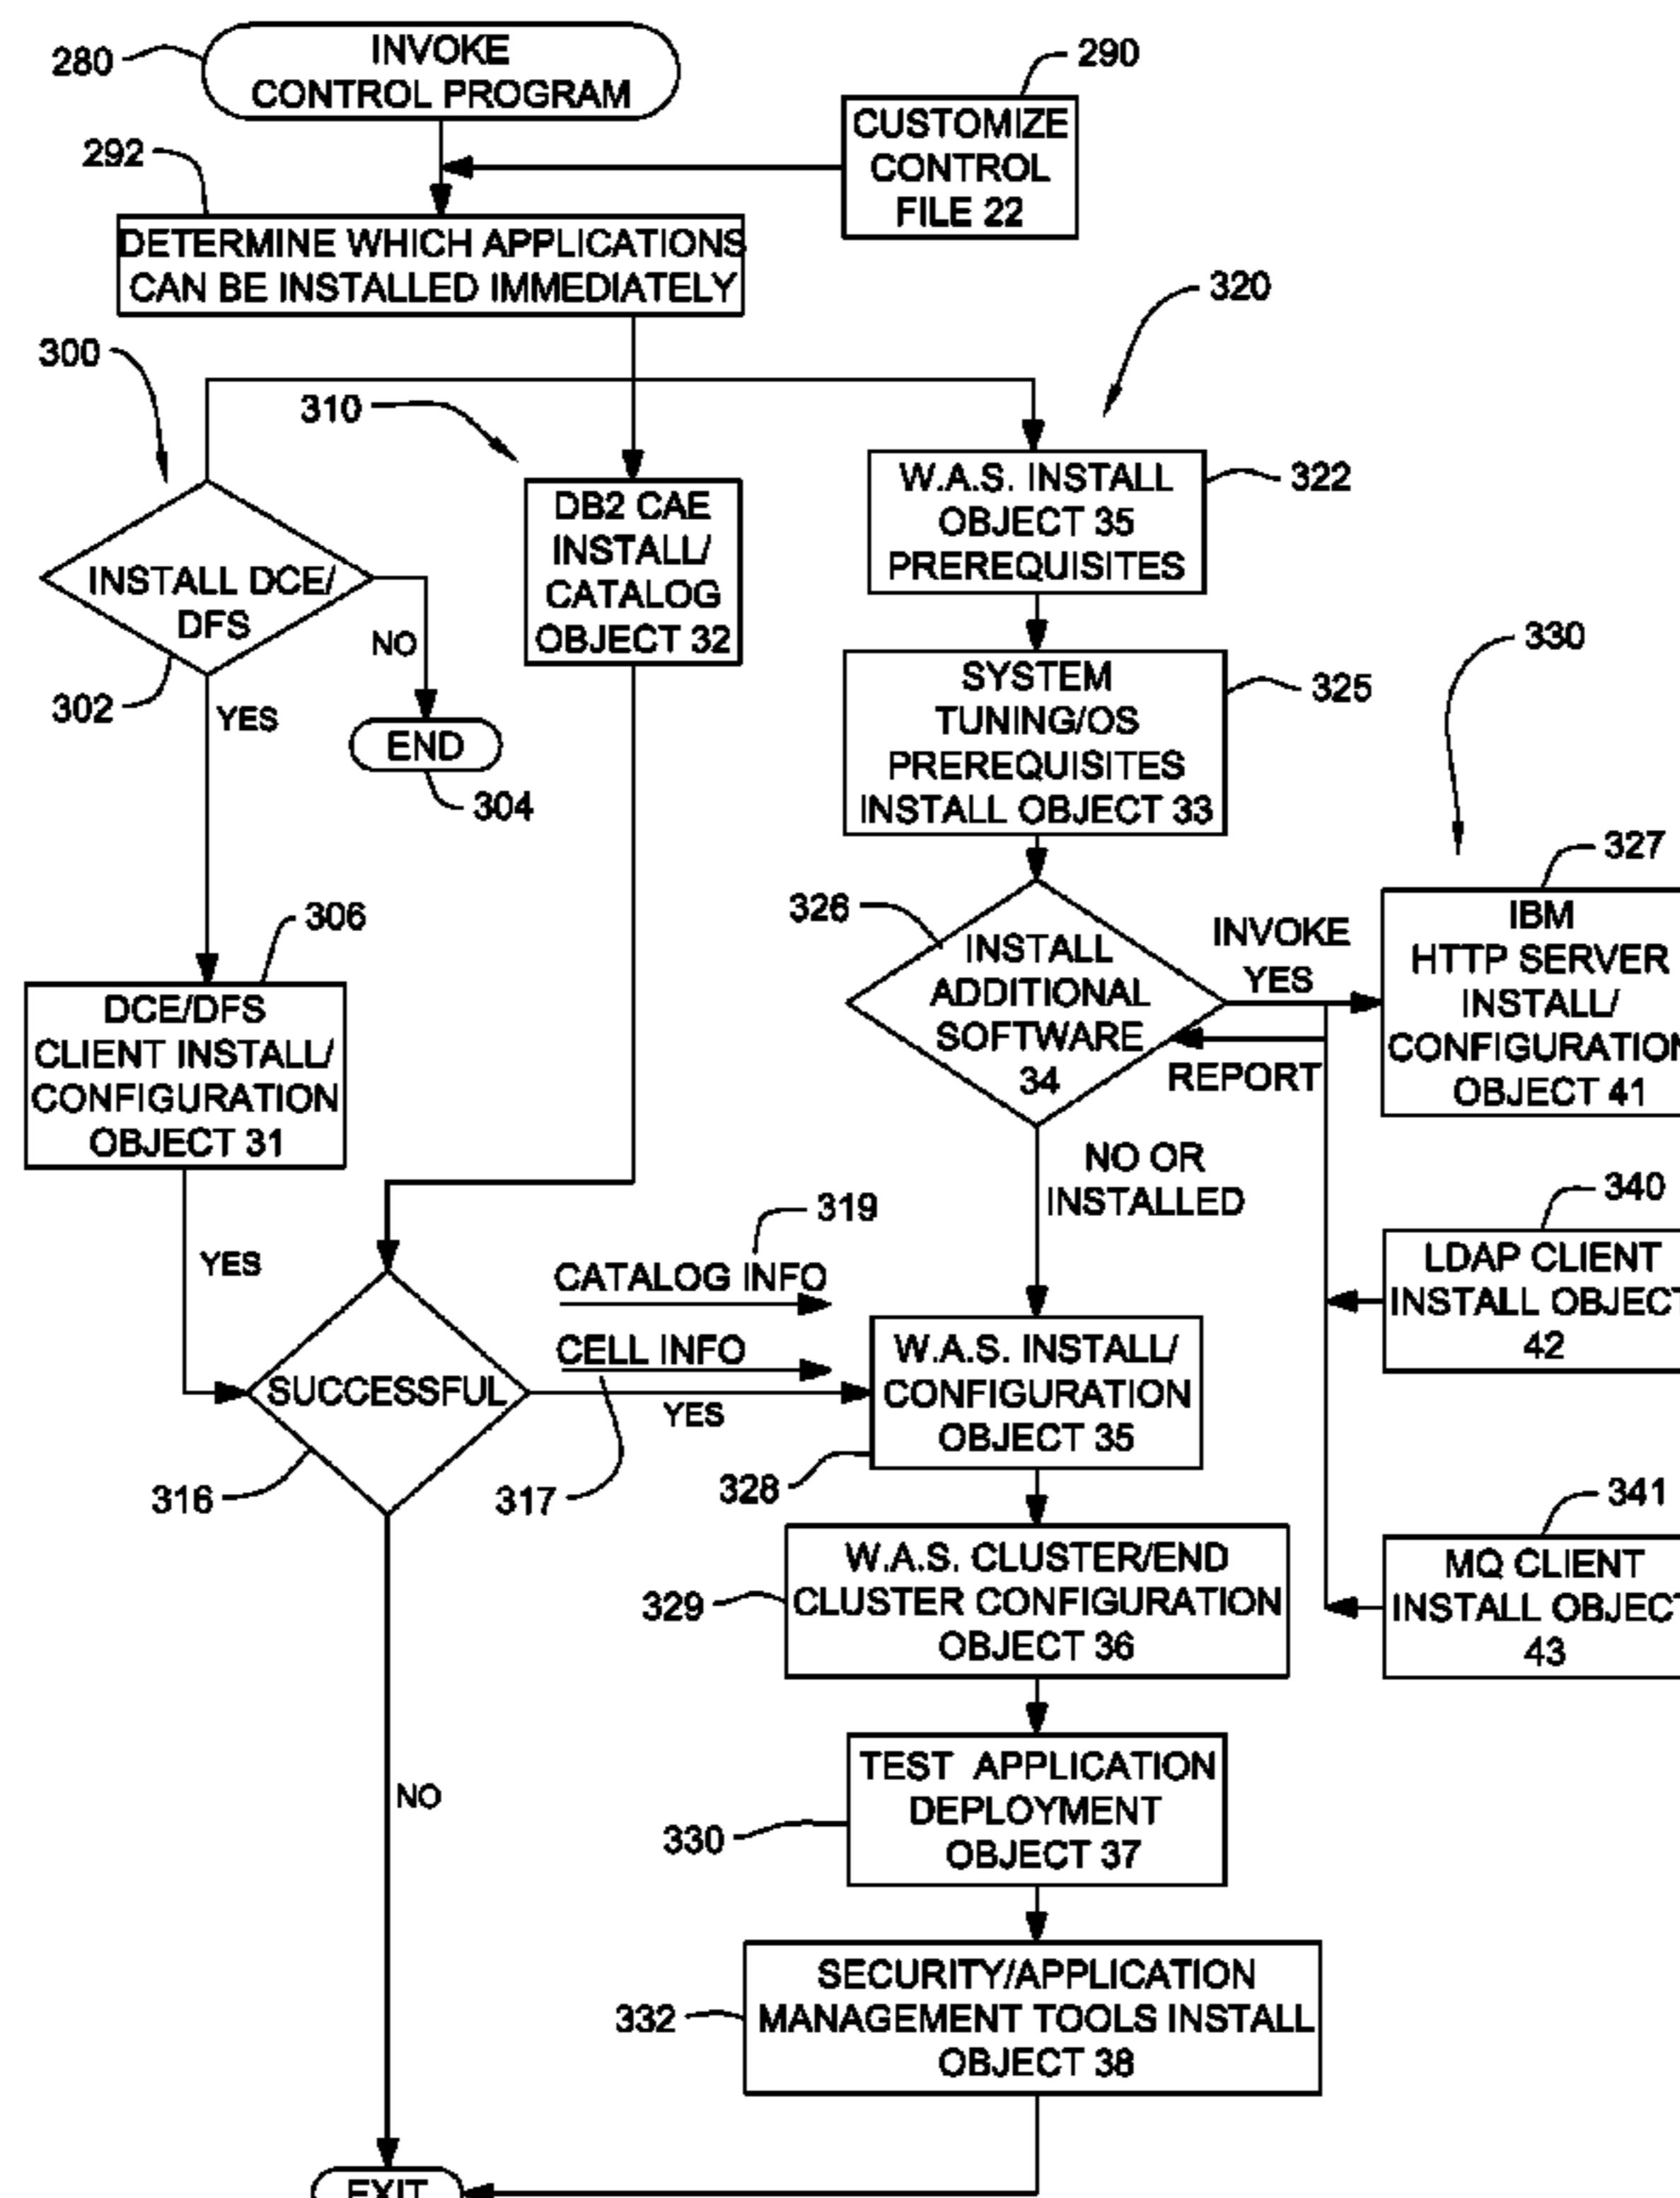 280
INVOKE
CONTROL PROGRAM
290
CUSTOMIZE
CONTROL
FILE 22
292
DETERMINE WHICH APPLICATIONS
CAN BE INSTALLED IMMEDIATELY
320
300
310
W.A.S. INSTALL
OBJECT 35
PREREQUISITES
322
DB2 CAE
INSTALL/
CATALOG
OBJECT 32
INSTALL DCE/
DFS
NO
302
YES
END
304
SYSTEM
TUNING/OS
PREREQUISITES
INSTALL OBJECT 33
325
330
327
306
326
INSTALL
ADDITIONAL
SOFTWARE
34
INVOKE
YES
REPORT
IBM
HTTP SERVER
INSTALL/
CONFIGURATION
OBJECT 41
DCE/DFS
CLIENT INSTALL/
CONFIGURATION
OBJECT 31
NO OR
INSTALLED
340
LDAP CLIENT
INSTALL OBJECT
42
319
YES
CATALOG INFO
CELL INFO
SUCCESSFUL
YES
W.A.S. INSTALL/
CONFIGURATION
OBJECT 35
316
317
328
341
MQ CLIENT
INSTALL OBJECT
43
W.A.S. CLUSTER/END
CLUSTER CONFIGURATION
OBJECT 36
329
NO
TEST APPLICATION
DEPLOYMENT
OBJECT 37
330
SECURITY/APPLICATION
MANAGEMENT TOOLS INSTALL
OBJECT 38
332
EXIT